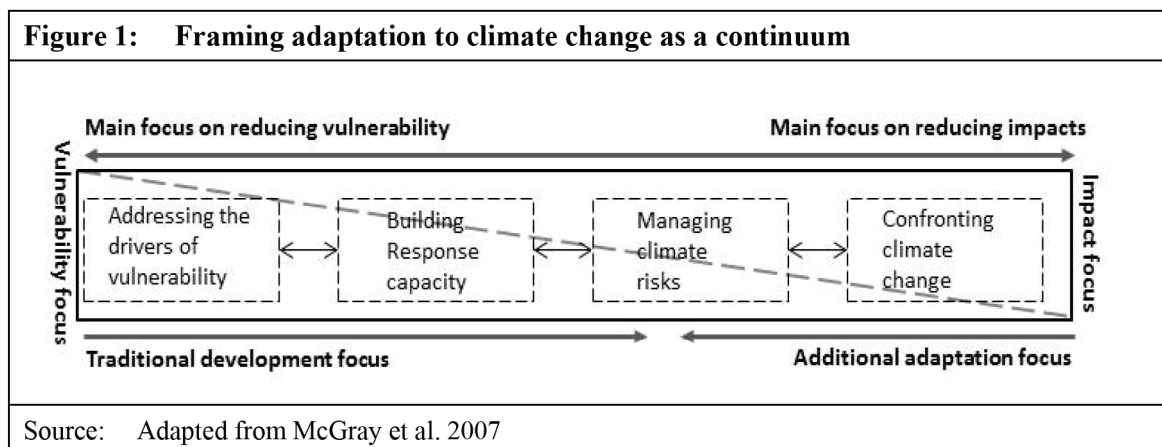 Figure 1: Framing adaptation to climate change as a continuum
Main focus on reducing vulnerability
Main focus on reducing impacts
Vulnerability focus
Addressing the
drivers of
vulnerability
Building
Response
capacity
Managing
climate
risks
Confronting
climate
change
Impact focus
Traditional development focus
Additional adaptation focus
Source: Adapted from McGray et al. 2007